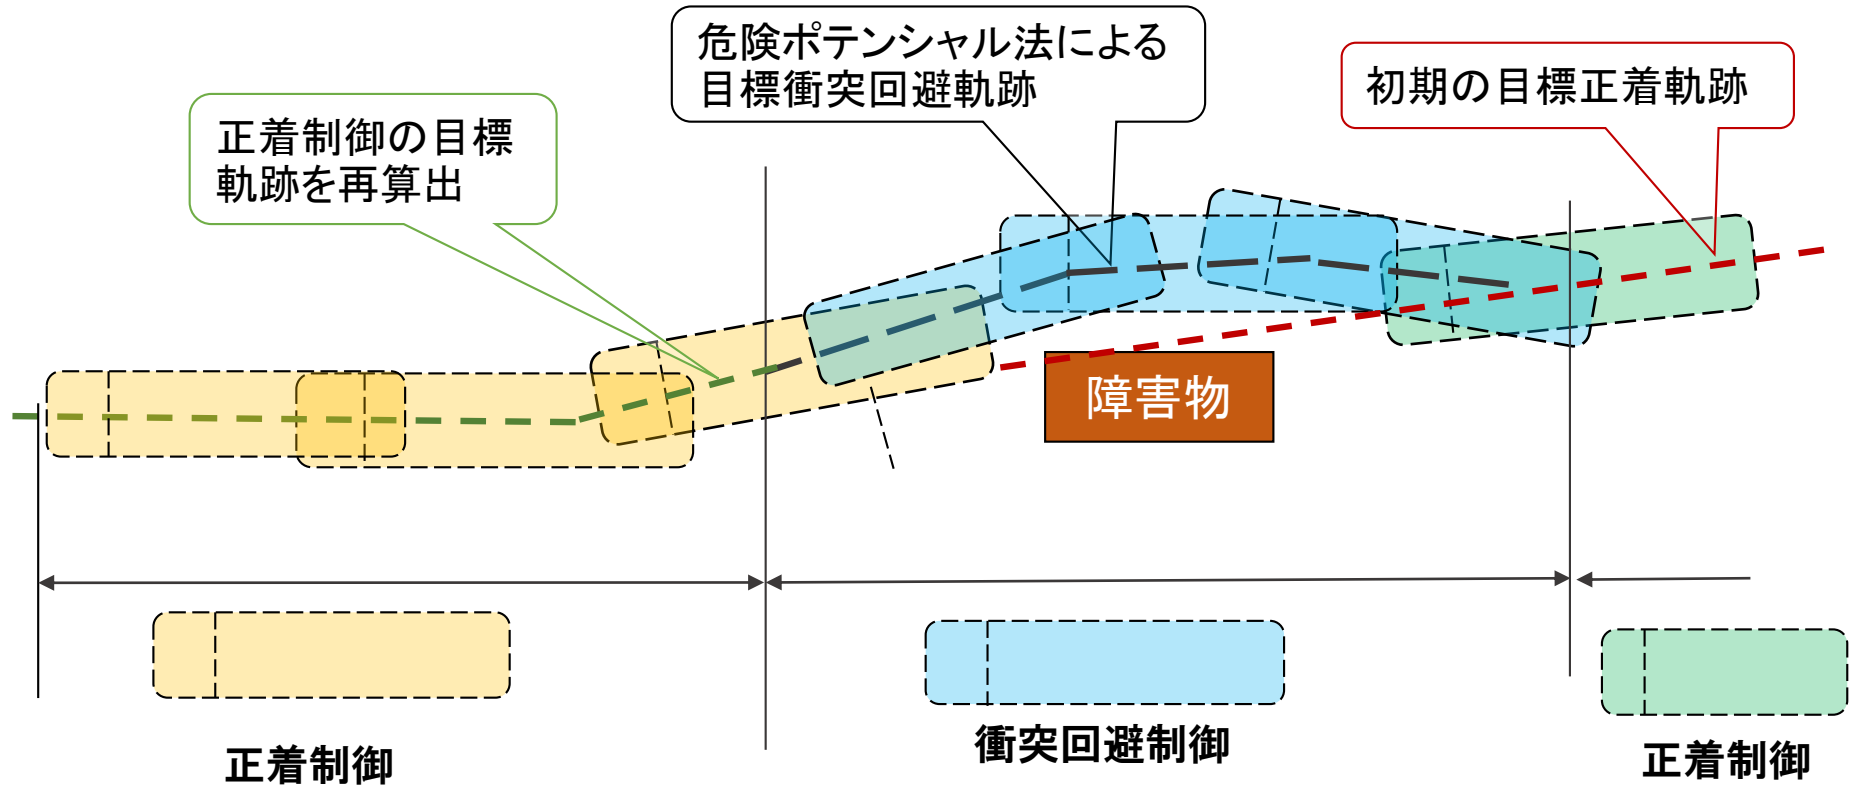 危険ポテンシャル法による
目標衝突回避軌跡
初期の目標正着軌跡
正着制御の目標
軌跡を再算出
障害物
正着制御
衝突回避制御
正着制御